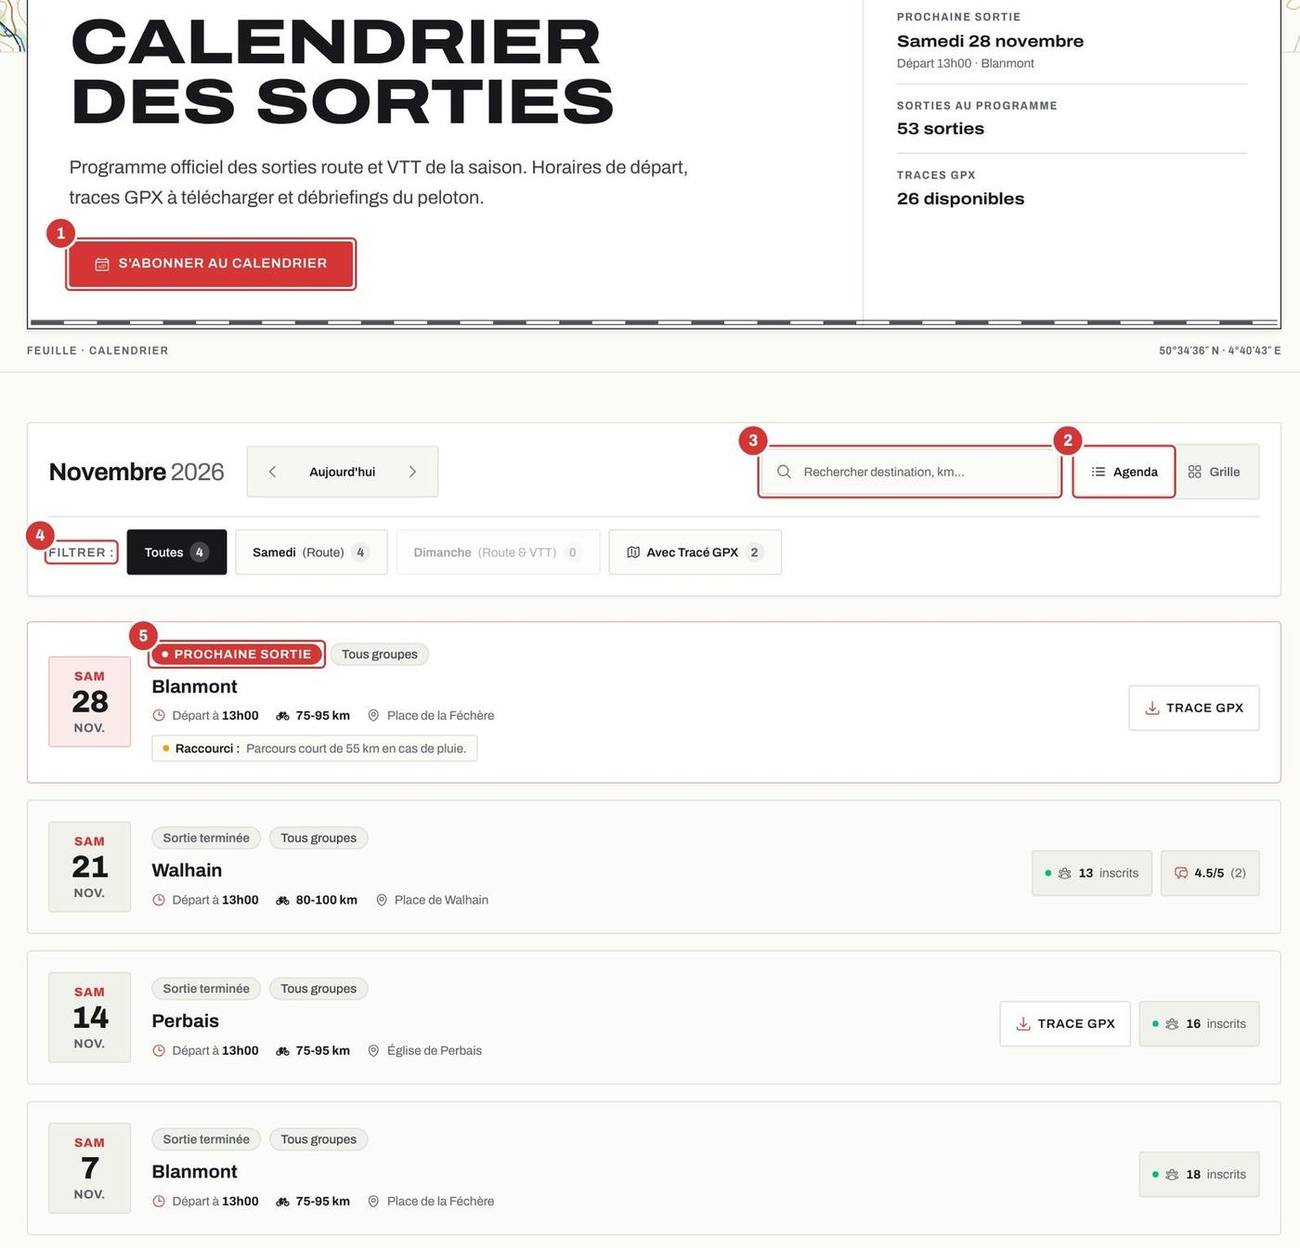 CALENDRIER
DES SORTIES
Programme officiel des sorties route et VTT de la saison. Horaires de départ,
traces GPX à télécharger et débriefings du peloton.
1
S'ABONNER AU CALENDRIER
PROCHAINE SORTIE
Samedi 28 novembre
Départ 13h00 · Blanmont
SORTIES AU PROGRAMME
53 sorties
TRACES GPX
26 disponibles
FEUILLE · CALENDRIER
50°34′36″ N · 4°40′43″ E
Novembre 2026
Aujourd'hui
3
Rechercher destination, km...
2
Agenda
Grille
4
FILTRER :
Toutes 4
Samedi (Route) 4
Dimanche (Route & VTT) 0
Avec Tracé GPX 2
5
PROCHAINE SORTIE Tous groupes
SAM
28
NOV.
Blanmont
Départ à 13h00 75-95 km Place de la Féchère
Raccourci : Parcours court de 55 km en cas de pluie.
TRACE GPX
SAM
21
NOV.
Sortie terminée Tous groupes
Walhain
Départ à 13h00 80-100 km Place de Walhain
13 inscrits
4.5/5 (2)
SAM
14
NOV.
Sortie terminée Tous groupes
Perbais
Départ à 13h00 75-95 km Église de Perbais
TRACE GPX
16 inscrits
SAM
7
NOV.
Sortie terminée Tous groupes
Blanmont
Départ à 13h00 75-95 km Place de la Féchère
18 inscrits